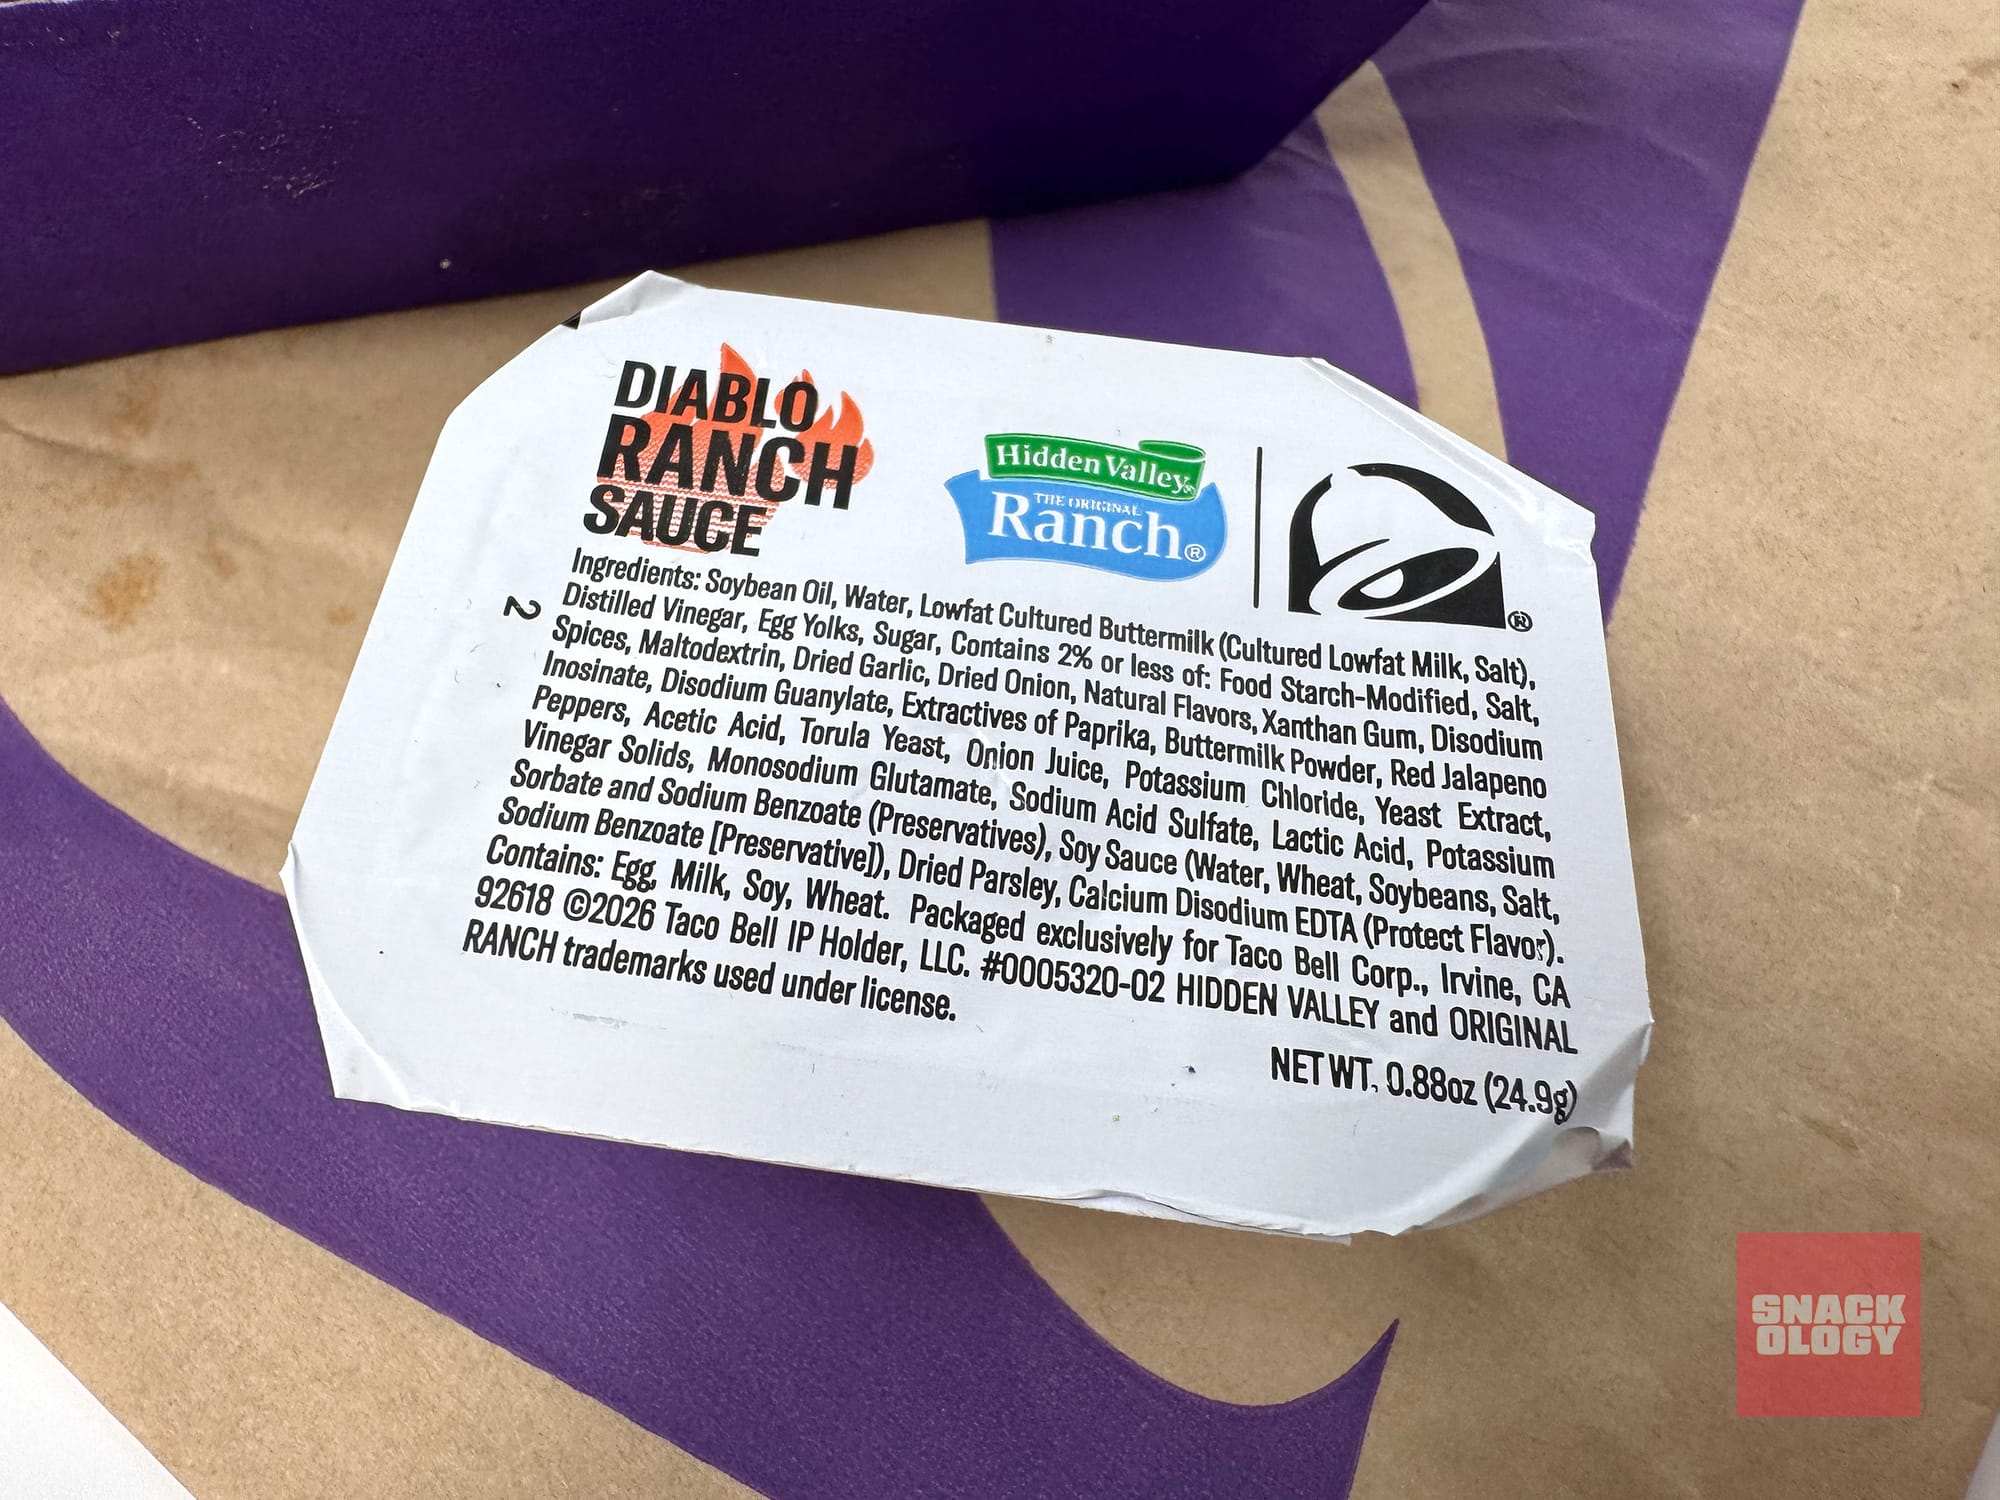 DIABLO
RANCH
SAUCE
Hidden Valley®
THE ORIGINAL
Ranch®
®
2
Ingredients: Soybean Oil, Water, Lowfat Cultured Buttermilk (Cultured Lowfat Milk, Salt),
Distilled Vinegar, Egg Yolks, Sugar, Contains 2% or less of: Food Starch-Modified, Salt,
Spices, Maltodextrin, Dried Garlic, Dried Onion, Natural Flavors, Xanthan Gum, Disodium
Inosinate, Disodium Guanylate, Extractives of Paprika, Buttermilk Powder, Red Jalapeno
Peppers, Acetic Acid, Torula Yeast, Onion Juice, Potassium Chloride, Yeast Extract,
Vinegar Solids, Monosodium Glutamate, Sodium Acid Sulfate, Lactic Acid, Potassium
Sorbate and Sodium Benzoate (Preservatives), Soy Sauce (Water, Wheat, Soybeans, Salt,
Sodium Benzoate [Preservative]), Dried Parsley, Calcium Disodium EDTA (Protect Flavor).
Contains: Egg, Milk, Soy, Wheat. Packaged exclusively for Taco Bell Corp., Irvine, CA
92618 ©2026 Taco Bell IP Holder, LLC. #0005320-02 HIDDEN VALLEY and ORIGINAL
RANCH trademarks used under license.
NET WT. 0.88oz (24.9g)
SNACK
OLOGY